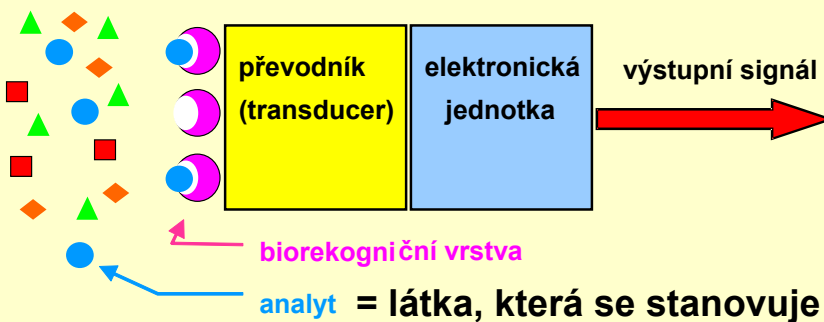 převodník
(transducer)
elektronická
jednotka
výstupní signál
biorekogniční vrstva
analyt = látka, která se stanovuje